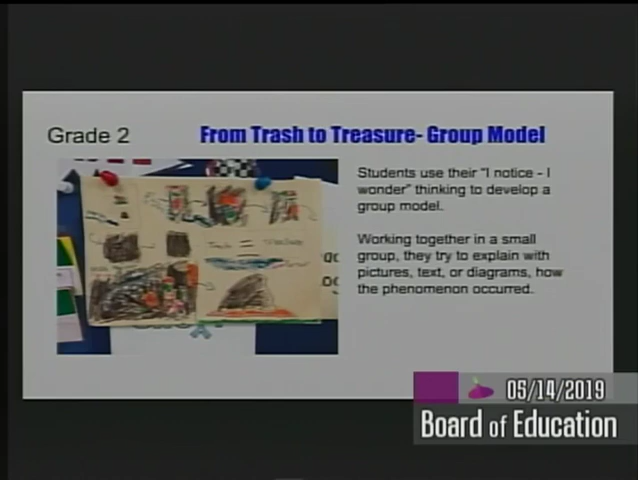 Grade 2
From Trash to Treasure- Group Model
Students use their "I notice - I
wonder" thinking to develop a
group model.
Working together in a small
group, they try to explain with
pictures, text, or diagrams, how
the phenomenon occurred.
Trash =
05/14/2019
Board of Education